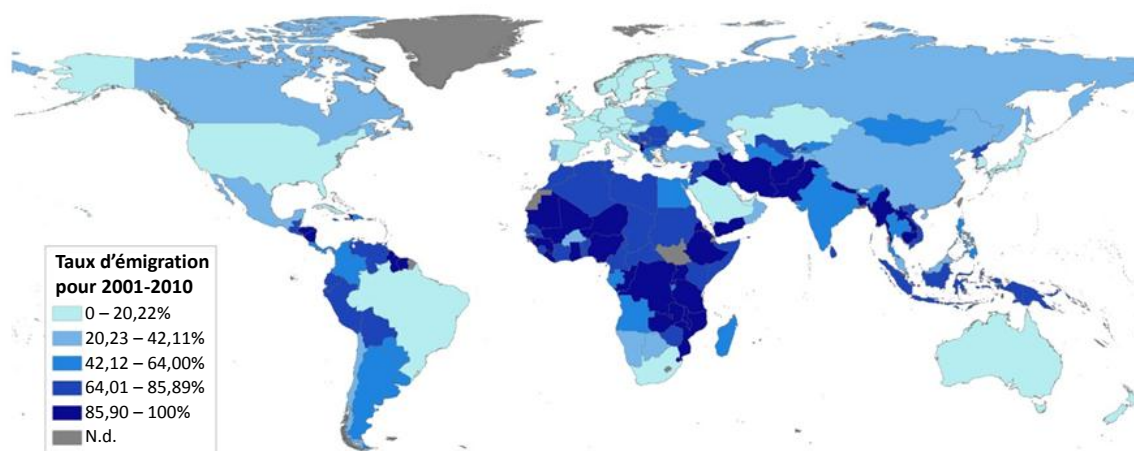 Taux d'émigration
pour 2001-2010
0 – 20,22%
20,23 – 42,11%
42,12 – 64,00%
64,01 – 85,89%
85,90 – 100%
N.d.